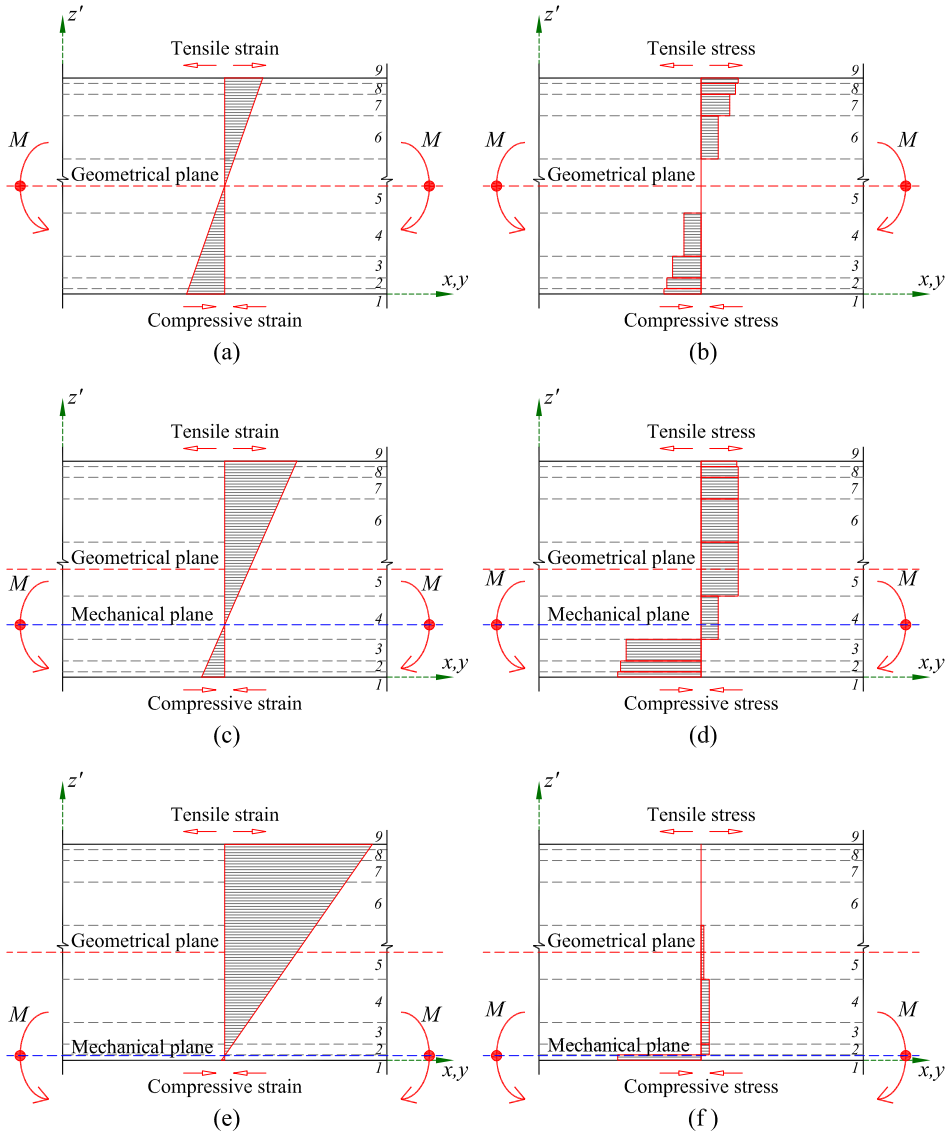 z'
z'
Tensile strain
Tensile stress
9
9
8
8
7
7
6
6
M
M
M
M
Geometrical plane
Geometrical plane
5
5
4
4
3
3
2
2
x,y
x,y
1
1
Compressive strain
Compressive stress
(a)
(b)
z'
z'
Tensile strain
Tensile stress
9
9
8
8
7
7
6
6
Geometrical plane
Geometrical plane
M
M
M
M
5
5
Mechanical plane
Mechanical plane
4
4
3
3
2
2
x,y
x,y
1
1
Compressive strain
Compressive stress
(c)
(d)
z'
z'
Tensile strain
Tensile stress
9
9
8
8
7
7
6
6
Geometrical plane
Geometrical plane
5
5
4
4
M
M
M
M
3
3
Mechanical plane
Mechanical plane
2
2
x,y
x,y
1
1
Compressive strain
Compressive stress
(e)
(f )